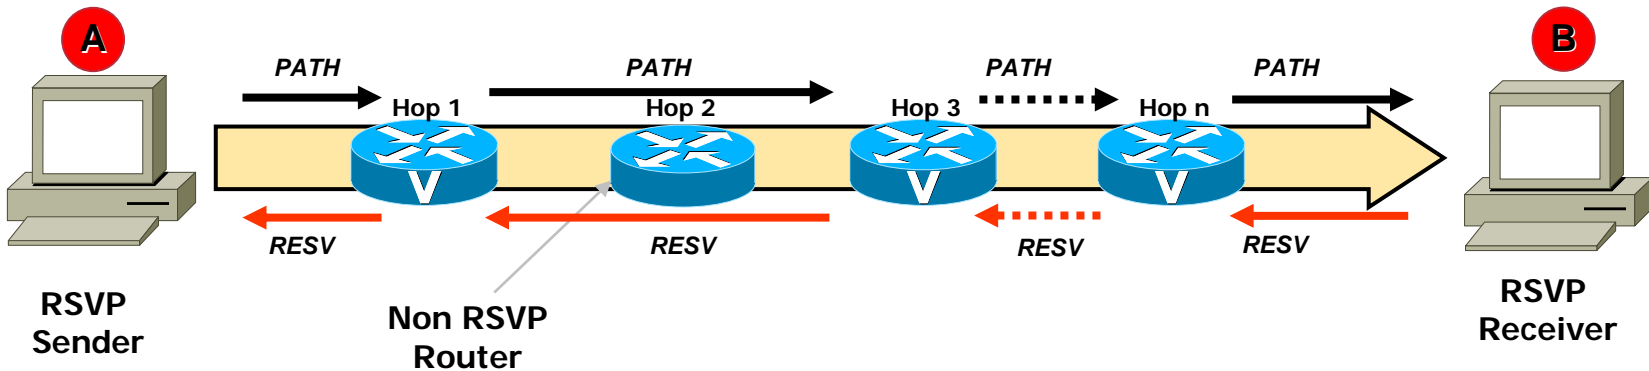 A
B
PATH
PATH
PATH
PATH
Hop 1
Hop 2
Hop 3
Hop n
V
V
V
RESV
RESV
RESV
RESV
RSVP
Sender
Non RSVP
Router
RSVP
Receiver